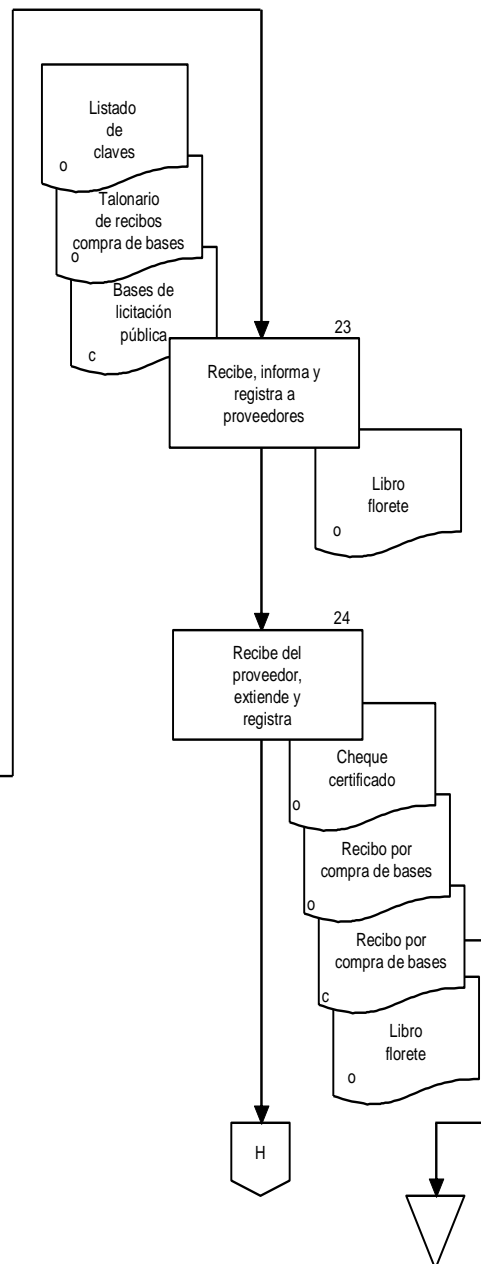 Listado
de
claves
o
Talonario
de recibos
compra de bases
o
Bases de
licitación
pública
c
23
Recibe, informa y
registra a
proveedores
Libro
florete
o
24
Recibe del
proveedor,
extiende y
registra
Cheque
certificado
o
Recibo por
compra de bases
o
Recibo por
compra de bases
c
Libro
florete
o
H